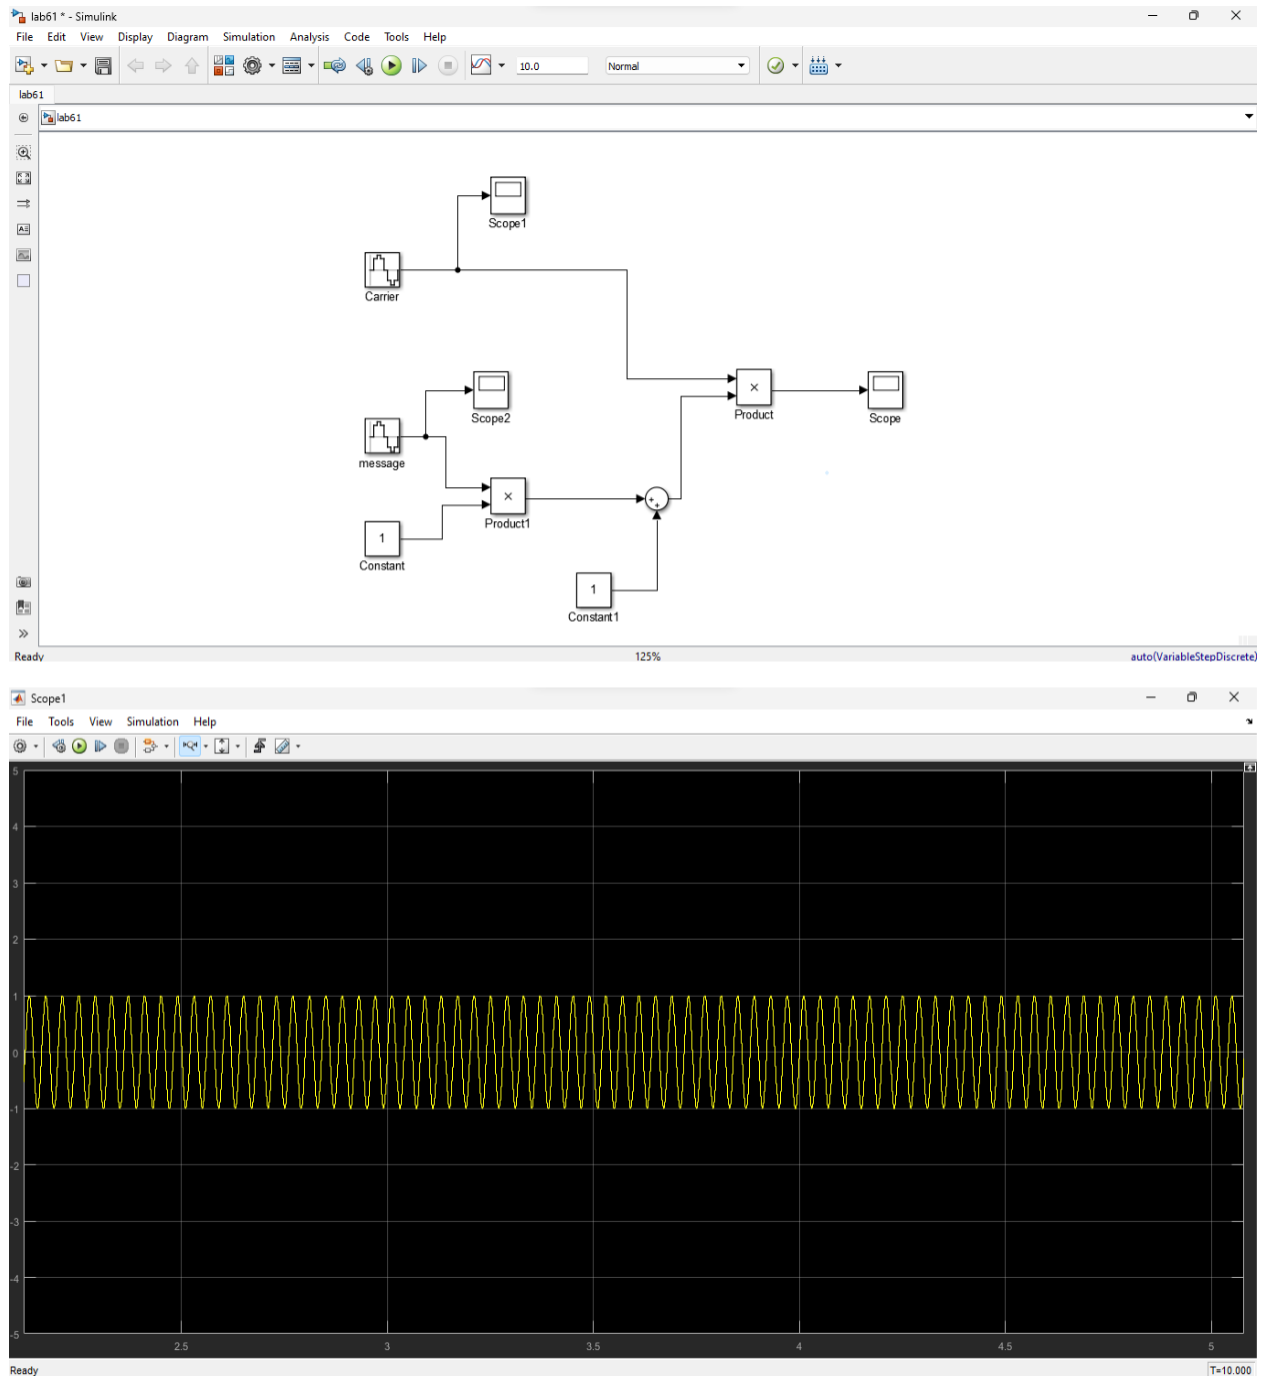 lab61 * - Simulink
File Edit View Display Diagram Simulation Analysis Code Tools Help
10.0 Normal
lab61
lab61
Scope1
Carrier
Scope2
message
×
Product
Scope
×
Product1
1
Constant
1
Constant1
Ready 125% auto(VariableStepDiscrete)
Scope1
File Tools View Simulation Help
5
4
3
2
1
0
-1
-2
-3
-4
-5
2.5 3 3.5 4 4.5 5
Ready T=10.000